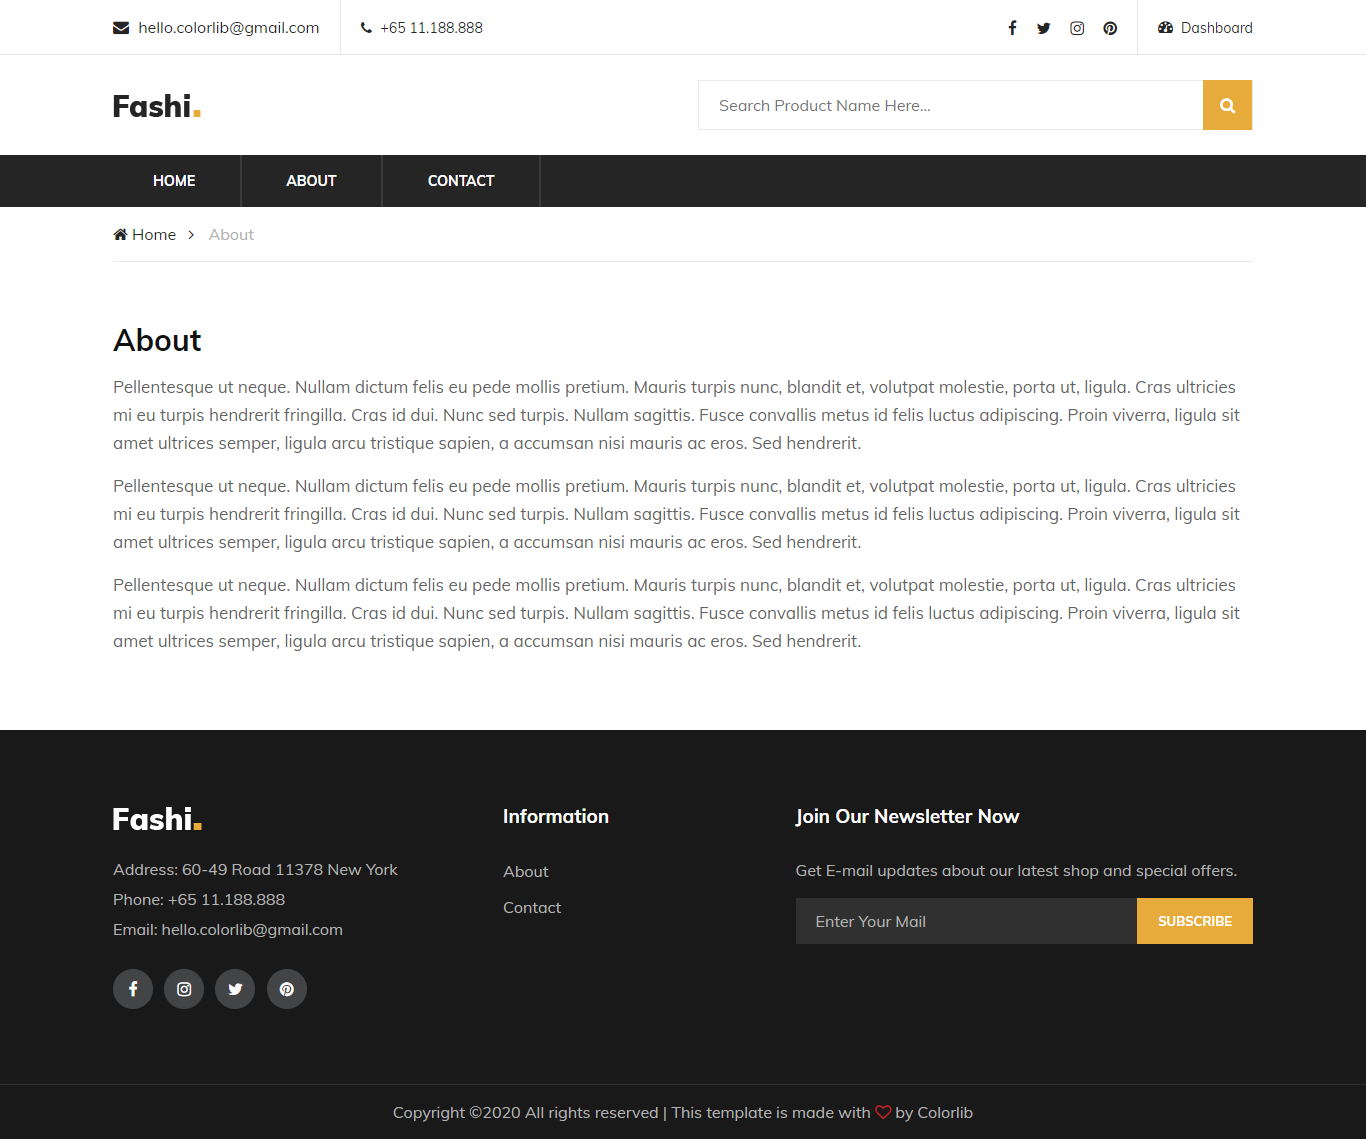 hello.colorlib@gmail.com
+65 11.188.888
Dashboard
Fashi.
Search Product Name Here...
HOME
ABOUT
CONTACT
Home
About
About
Pellentesque ut neque. Nullam dictum felis eu pede mollis pretium. Mauris turpis nunc, blandit et, volutpat molestie, porta ut, ligula. Cras ultricies
mi eu turpis hendrerit fringilla. Cras id dui. Nunc sed turpis. Nullam sagittis. Fusce convallis metus id felis luctus adipiscing. Proin viverra, ligula sit
amet ultrices semper, ligula arcu tristique sapien, a accumsan nisi mauris ac eros. Sed hendrerit.
Pellentesque ut neque. Nullam dictum felis eu pede mollis pretium. Mauris turpis nunc, blandit et, volutpat molestie, porta ut, ligula. Cras ultricies
mi eu turpis hendrerit fringilla. Cras id dui. Nunc sed turpis. Nullam sagittis. Fusce convallis metus id felis luctus adipiscing. Proin viverra, ligula sit
amet ultrices semper, ligula arcu tristique sapien, a accumsan nisi mauris ac eros. Sed hendrerit.
Pellentesque ut neque. Nullam dictum felis eu pede mollis pretium. Mauris turpis nunc, blandit et, volutpat molestie, porta ut, ligula. Cras ultricies
mi eu turpis hendrerit fringilla. Cras id dui. Nunc sed turpis. Nullam sagittis. Fusce convallis metus id felis luctus adipiscing. Proin viverra, ligula sit
amet ultrices semper, ligula arcu tristique sapien, a accumsan nisi mauris ac eros. Sed hendrerit.
Fashi.
Address: 60-49 Road 11378 New York
Phone: +65 11.188.888
Email: hello.colorlib@gmail.com
Information
About
Contact
Join Our Newsletter Now
Get E-mail updates about our latest shop and special offers.
Enter Your Mail
SUBSCRIBE
Copyright ©2020 All rights reserved | This template is made with by Colorlib